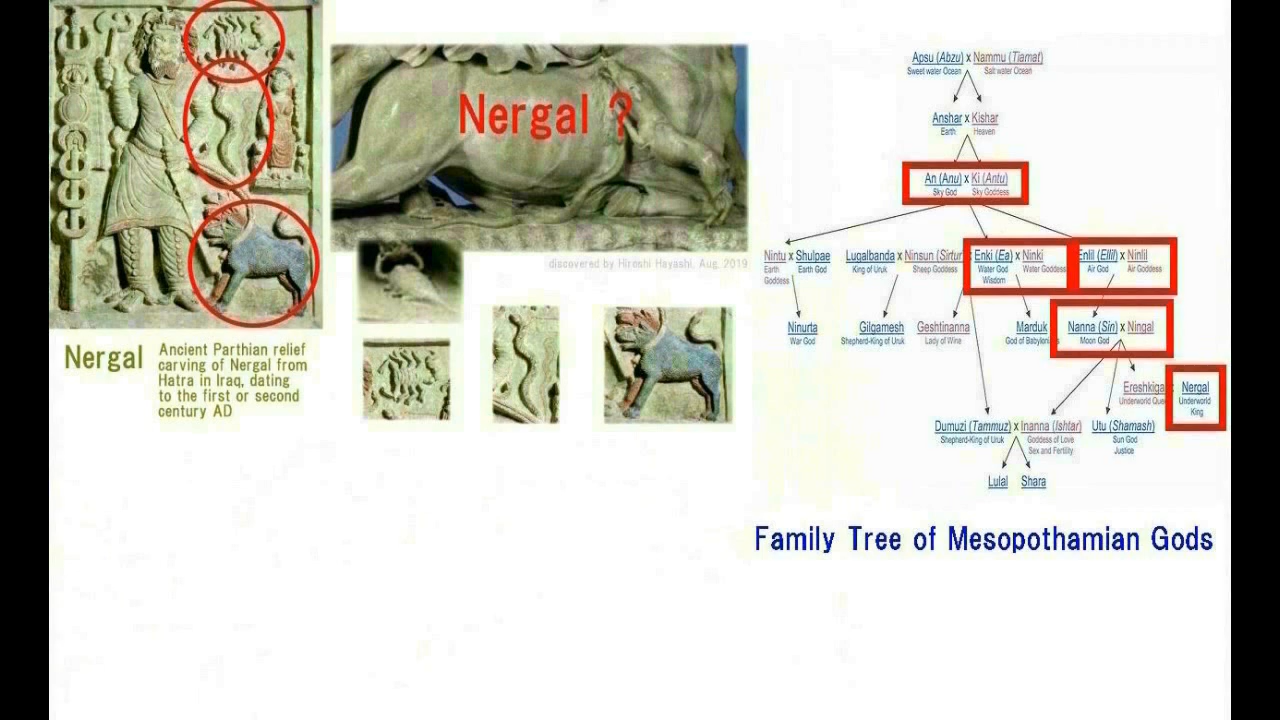 Nergal ?
discovered by Hiroshi Hayashi, Aug, 2019
Nergal
Ancient Parthian relief
carving of Nergal from
Hatra in Iraq, dating
to the first or second
century AD
Apsu (Abzu) x Nammu (Tiamat)
Sweet water Ocean Salt water Ocean
Anshar x Kishar
Earth Heaven
An (Anu) x Ki (Antu)
Sky God Sky Goddess
Nintu x Shulpae Lugalbanda x Ninsun (Sirtur) Enki (Ea) x Ninki Enlil (Ellil) x Ninlil
Earth Earth God King of Uruk Sheep Goddess Water God Water Goddess Air God Air Goddess
Goddess Wisdom
Ninurta Gilgamesh Geshtinanna Marduk Nanna (Sin) x Ningal
War God Shepherd-King of Uruk Lady of Wine God of Babylonians Moon God
Ereshkiga x Nergal
Underworld Que Underworld
King
Dumuzi (Tammuz) x Inanna (Ishtar) Utu (Shamash)
Shepherd-King of Uruk Goddess of Love Sun God
Sex and Fertility Justice
Lulal Shara
Family Tree of Mesopothamian Gods